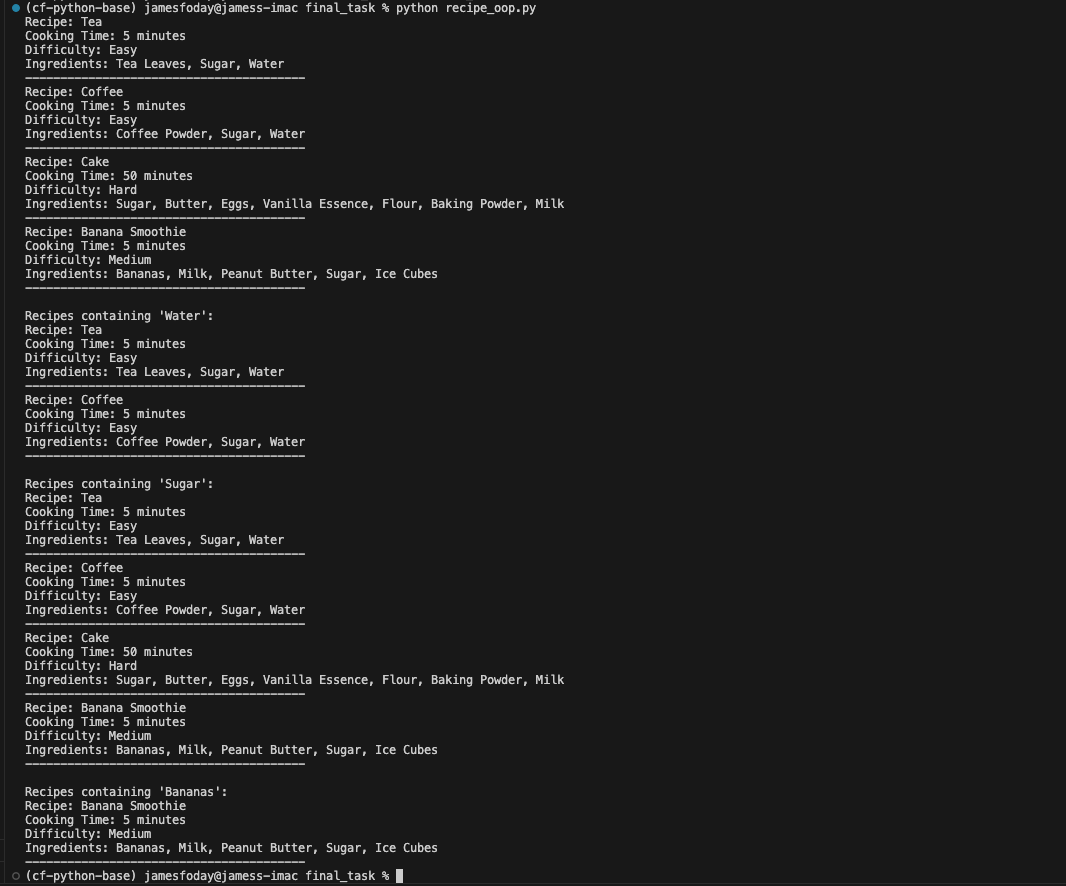 (cf-python-base) jamesfoday@jamess-imac final_task % python recipe_oop.py
Recipe: Tea
Cooking Time: 5 minutes
Difficulty: Easy
Ingredients: Tea Leaves, Sugar, Water
----------------------------------------
Recipe: Coffee
Cooking Time: 5 minutes
Difficulty: Easy
Ingredients: Coffee Powder, Sugar, Water
----------------------------------------
Recipe: Cake
Cooking Time: 50 minutes
Difficulty: Hard
Ingredients: Sugar, Butter, Eggs, Vanilla Essence, Flour, Baking Powder, Milk
----------------------------------------
Recipe: Banana Smoothie
Cooking Time: 5 minutes
Difficulty: Medium
Ingredients: Bananas, Milk, Peanut Butter, Sugar, Ice Cubes
----------------------------------------
Recipes containing 'Water':
Recipe: Tea
Cooking Time: 5 minutes
Difficulty: Easy
Ingredients: Tea Leaves, Sugar, Water
----------------------------------------
Recipe: Coffee
Cooking Time: 5 minutes
Difficulty: Easy
Ingredients: Coffee Powder, Sugar, Water
----------------------------------------
Recipes containing 'Sugar':
Recipe: Tea
Cooking Time: 5 minutes
Difficulty: Easy
Ingredients: Tea Leaves, Sugar, Water
----------------------------------------
Recipe: Coffee
Cooking Time: 5 minutes
Difficulty: Easy
Ingredients: Coffee Powder, Sugar, Water
----------------------------------------
Recipe: Cake
Cooking Time: 50 minutes
Difficulty: Hard
Ingredients: Sugar, Butter, Eggs, Vanilla Essence, Flour, Baking Powder, Milk
----------------------------------------
Recipe: Banana Smoothie
Cooking Time: 5 minutes
Difficulty: Medium
Ingredients: Bananas, Milk, Peanut Butter, Sugar, Ice Cubes
----------------------------------------
Recipes containing 'Bananas':
Recipe: Banana Smoothie
Cooking Time: 5 minutes
Difficulty: Medium
Ingredients: Bananas, Milk, Peanut Butter, Sugar, Ice Cubes
----------------------------------------
(cf-python-base) jamesfoday@jamess-imac final_task %